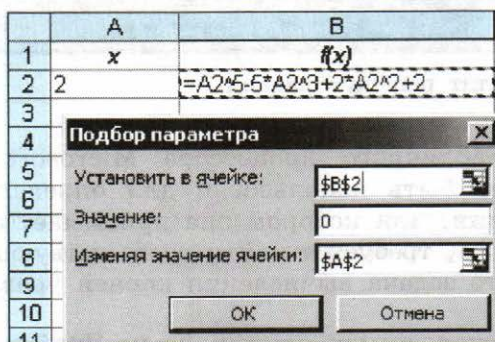 A B
1 x f(x)
2 2 =A2^5-5*A2^3+2*A2^2+2
3
4
5
6
7
8
9
10
11
Подбор параметра
Установить в ячейке: $B$2
Значение: 0
Изменяя значение ячейки: $A$2
ОК Отмена